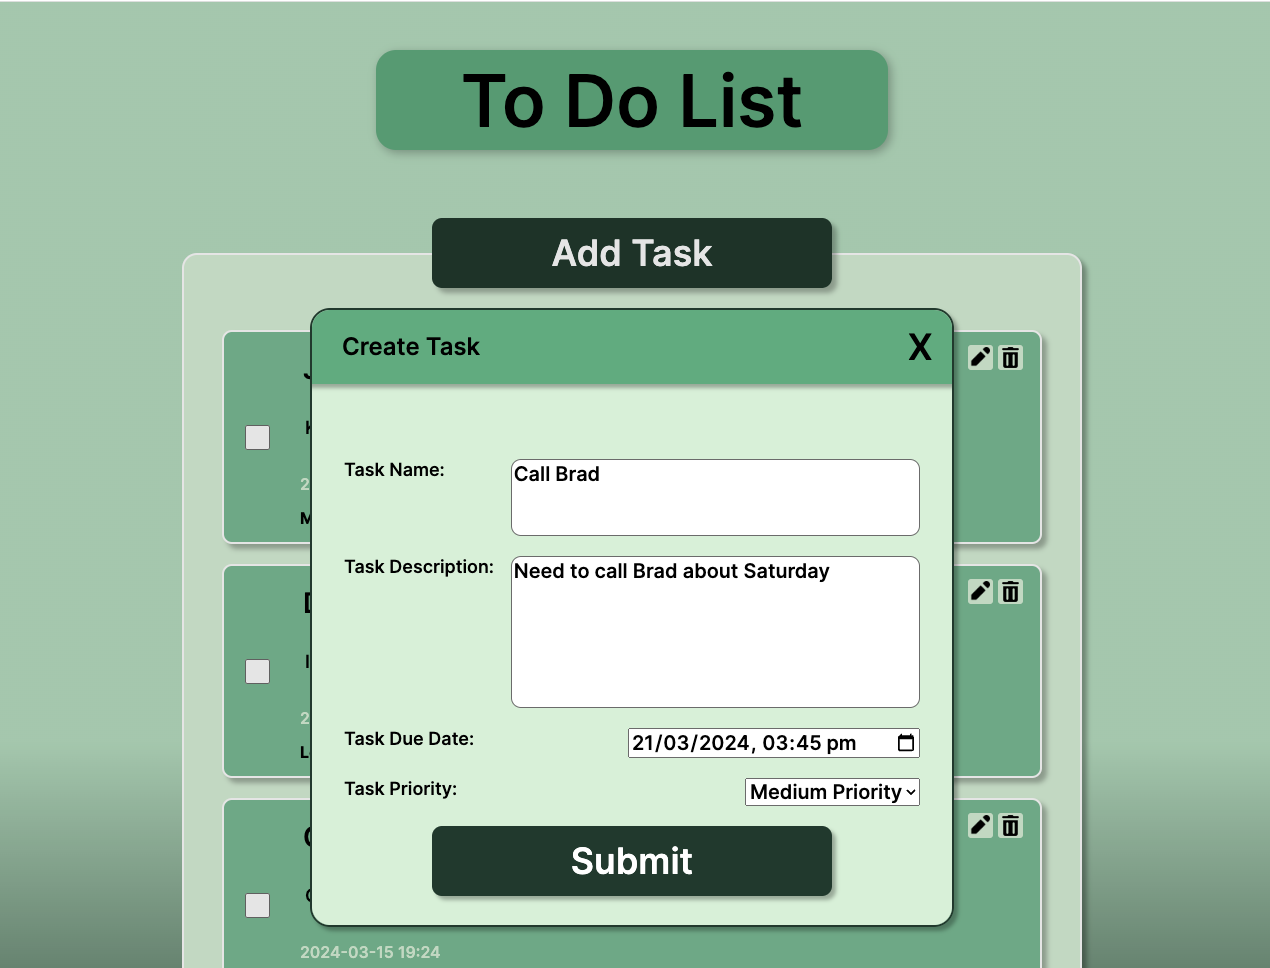 To Do List
Add Task
Create Task X
Task Name: Call Brad
Task Description: Need to call Brad about Saturday
Task Due Date: 21/03/2024, 03:45 pm
Task Priority: Medium Priority
Submit
2024-03-15 19:24